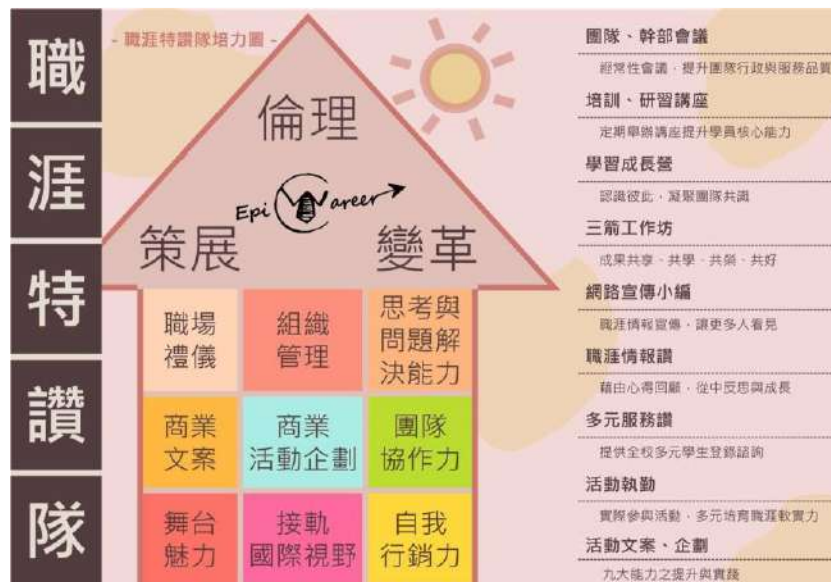 職涯特讚隊
- 職涯特讚隊培力圖 -
倫理
Epi Career
策展
變革
職場
禮儀
組織
管理
思考與
問題解
決能力
商業
文案
商業
活動企劃
團隊
協作力
舞台
魅力
接軌
國際視野
自我
行銷力
團隊、幹部會議
經常性會議,提升團隊行政與服務品質
培訓、研習講座
定期舉辦講座提升學員核心能力
學習成長營
認識彼此,凝聚團隊共識
三箭工作坊
成果共享、共學、共榮、共好
網路宣傳小編
職涯情報宣傳,讓更多人看見
職涯情報讚
藉由心得回顧,從中反思與成長
多元服務讚
提供全校多元學生登錄諮詢
活動執勤
實際參與活動,多元培育職涯軟實力
活動文案、企劃
九大能力之提升與實踐